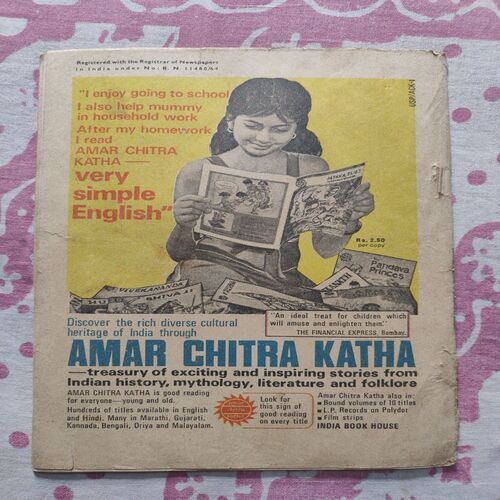 Registered with the Registrar of Newspapers
in India under No: R. N. 11480/64
"I enjoy going to school
I also help mummy
in household work
After my homework
I read
AMAR CHITRA
KATHA —
very
simple
English"
JATAKA TALES
Rs. 2.50
per copy
Pandava
Princes
VIVEKANANDA
SHIVAJI
"An ideal treat for children which
will amuse and enlighten them."
THE FINANCIAL EXPRESS, Bombay.
Discover the rich diverse cultural
heritage of India through
AMAR CHITRA KATHA
—treasury of exciting and inspiring stories from
Indian history, mythology, literature and folklore
AMAR CHITRA KATHA is good reading
for everyone—young and old.
Hundreds of titles available in English
and Hindi. Many in Marathi, Gujarati,
Kannada, Bengali, Oriya and Malayalam.
Look for
this sign of
good reading
on every title
Amar Chitra Katha also in:
• Bound volumes of 10 titles
• L.P. Records on Polydor
• Film strips
INDIA BOOK HOUSE